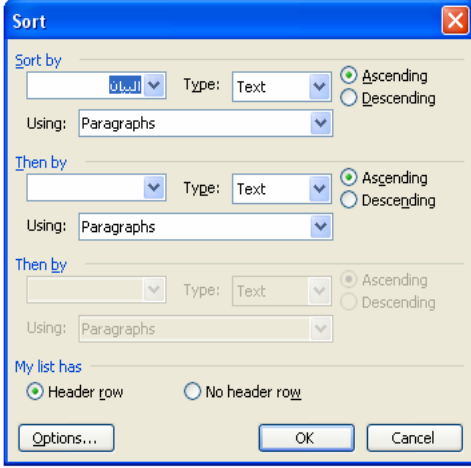 Sort
Sort by
البيان Type: Text Ascending
Descending
Using: Paragraphs
Then by
Type: Text Ascending
Descending
Using: Paragraphs
Then by
Type: Text Ascending
Descending
Using: Paragraphs
My list has
Header row No header row
Options... OK Cancel